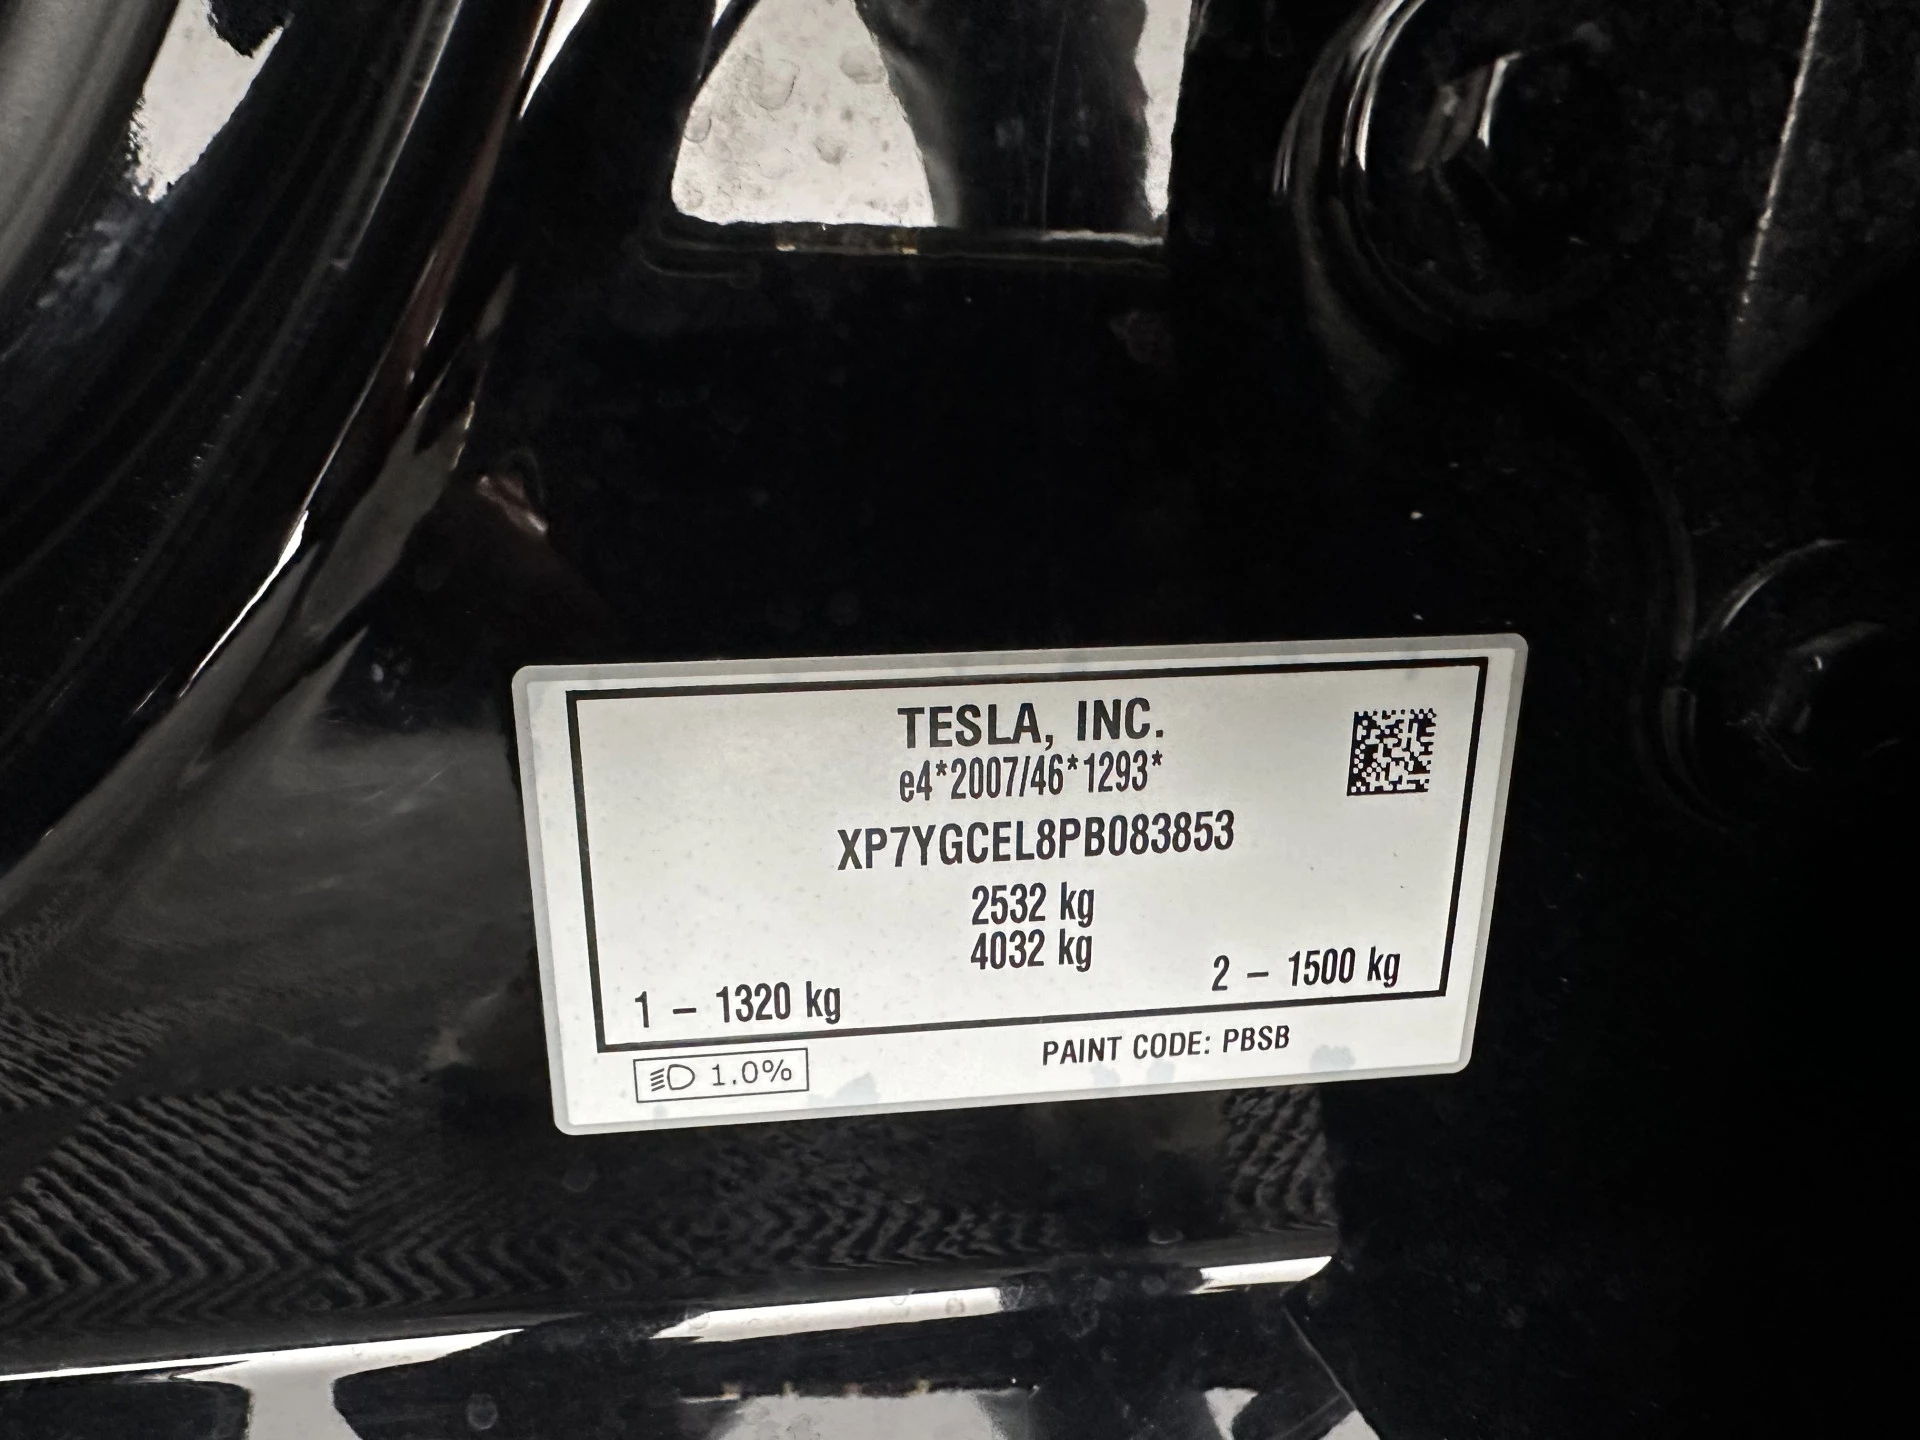 TESLA, INC.
e4*2007/46*1293*
XP7YGCEL8PB083853
2532 kg
4032 kg
1 – 1320 kg
2 – 1500 kg
1.0%
PAINT CODE: PBSB